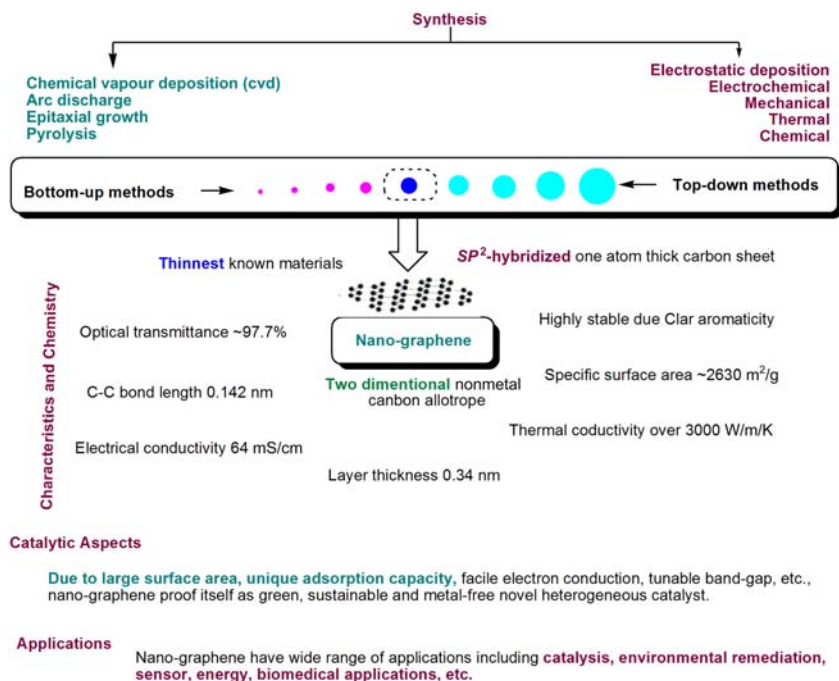 Synthesis
Chemical vapour deposition (cvd)
Arc discharge
Epitaxial growth
Pyrolysis
Electrostatic deposition
Electrochemical
Mechanical
Thermal
Chemical
Bottom-up methods
Top-down methods
Thinnest known materials
SP²-hybridized one atom thick carbon sheet
Characteristics and Chemistry
Optical transmittance ~97.7%
C-C bond length 0.142 nm
Electrical conductivity 64 mS/cm
Nano-graphene
Two dimentional nonmetal
canbon allotrope
Layer thickness 0.34 nm
Highly stable due Clar aromaticity
Specific surface area ~2630 m²/g
Thermal coductivity over 3000 W/m/K
Catalytic Aspects
Due to large surface area, unique adsorption capacity, facile electron conduction, tunable band-gap, etc.,
nano-graphene proof itself as green, sustainable and metal-free novel heterogeneous catalyst.
Applications
Nano-graphene have wide range of applications including catalysis, environmental remediation,
sensor, energy, biomedical applications, etc.